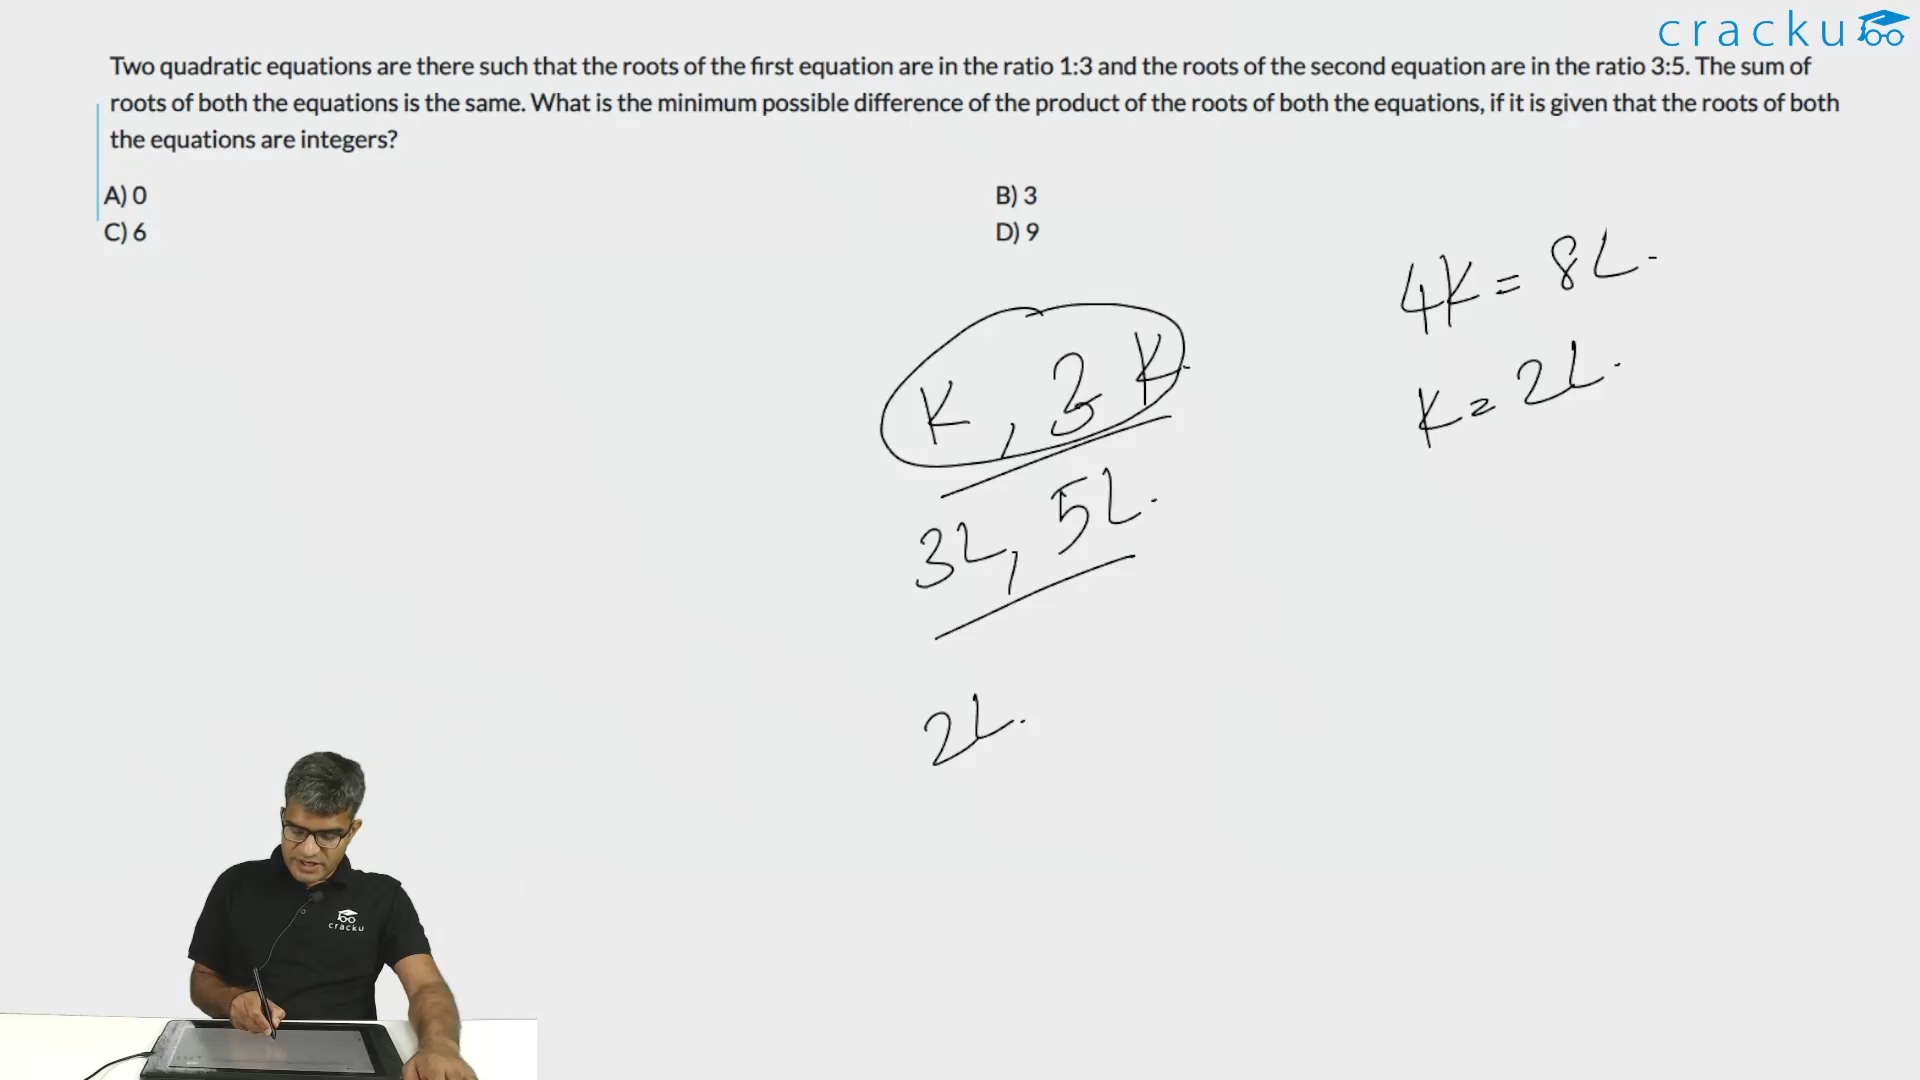 cracku
Two quadratic equations are there such that the roots of the first equation are in the ratio 1:3 and the roots of the second equation are in the ratio 3:5. The sum of
roots of both the equations is the same. What is the minimum possible difference of the product of the roots of both the equations, if it is given that the roots of both
the equations are integers?
A) 0
B) 3
C) 6
D) 9
4K = 8L.
K = 2L.
K, 3K
3L, 5L.
2L.
cracku